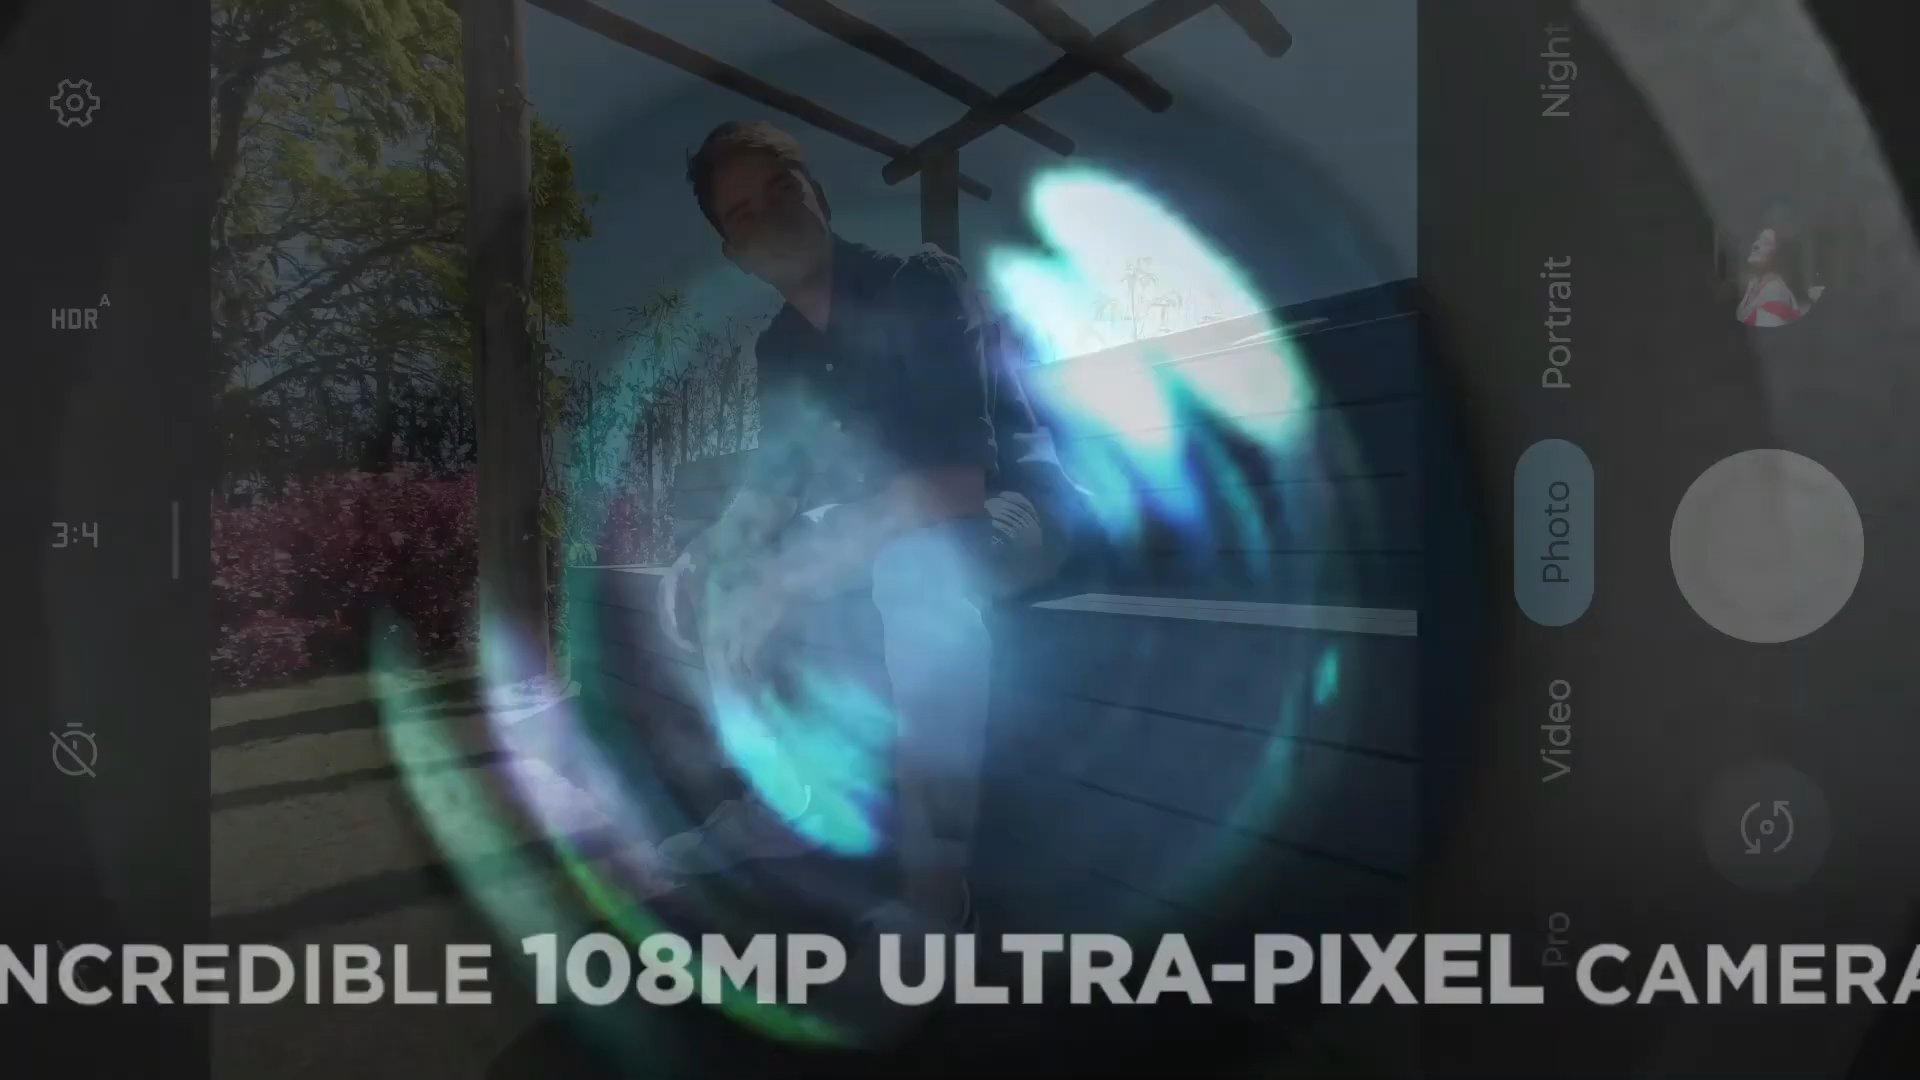 Night
HDR A
Portrait
3:4
Photo
Video
Pro
NCREDIBLE 108MP ULTRA-PIXEL CAMERA